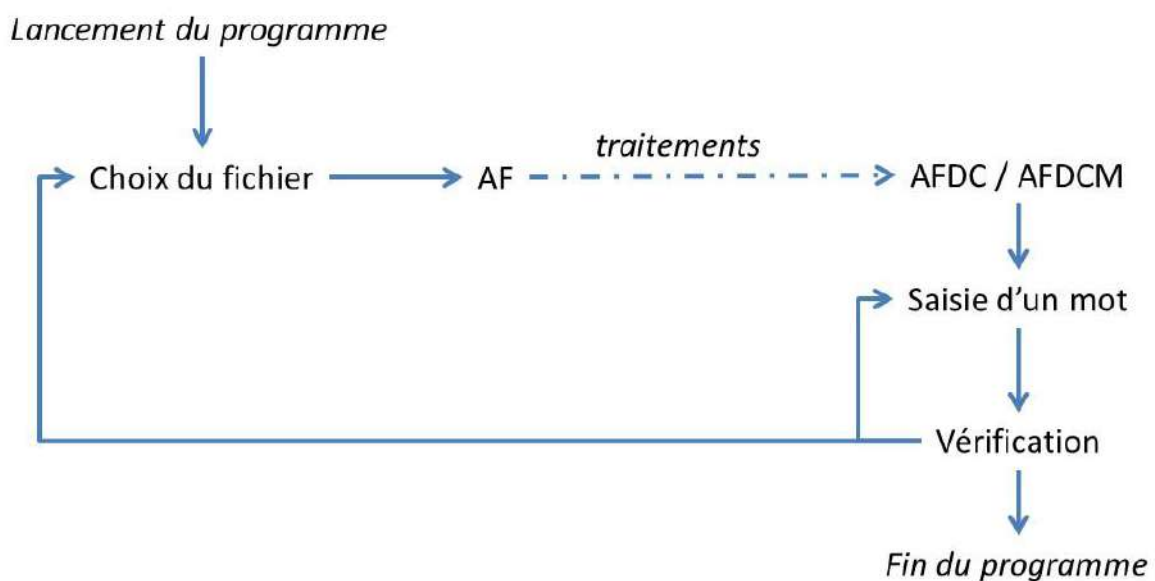 Lancement du programme
traitements
Choix du fichier AF AFDC / AFDCM
Saisie d'un mot
Vérification
Fin du programme